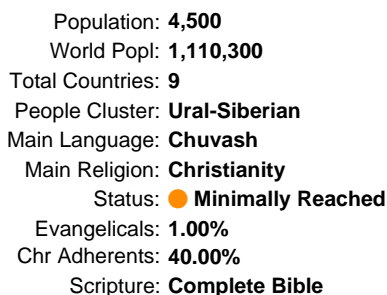 Population: 4,500
World Popl: 1,110,300
Total Countries: 9
People Cluster: Ural-Siberian
Main Language: Chuvash
Main Religion: Christianity
Status: Minimally Reached
Evangelicals: 1.00%
Chr Adherents: 40.00%
Scripture: Complete Bible